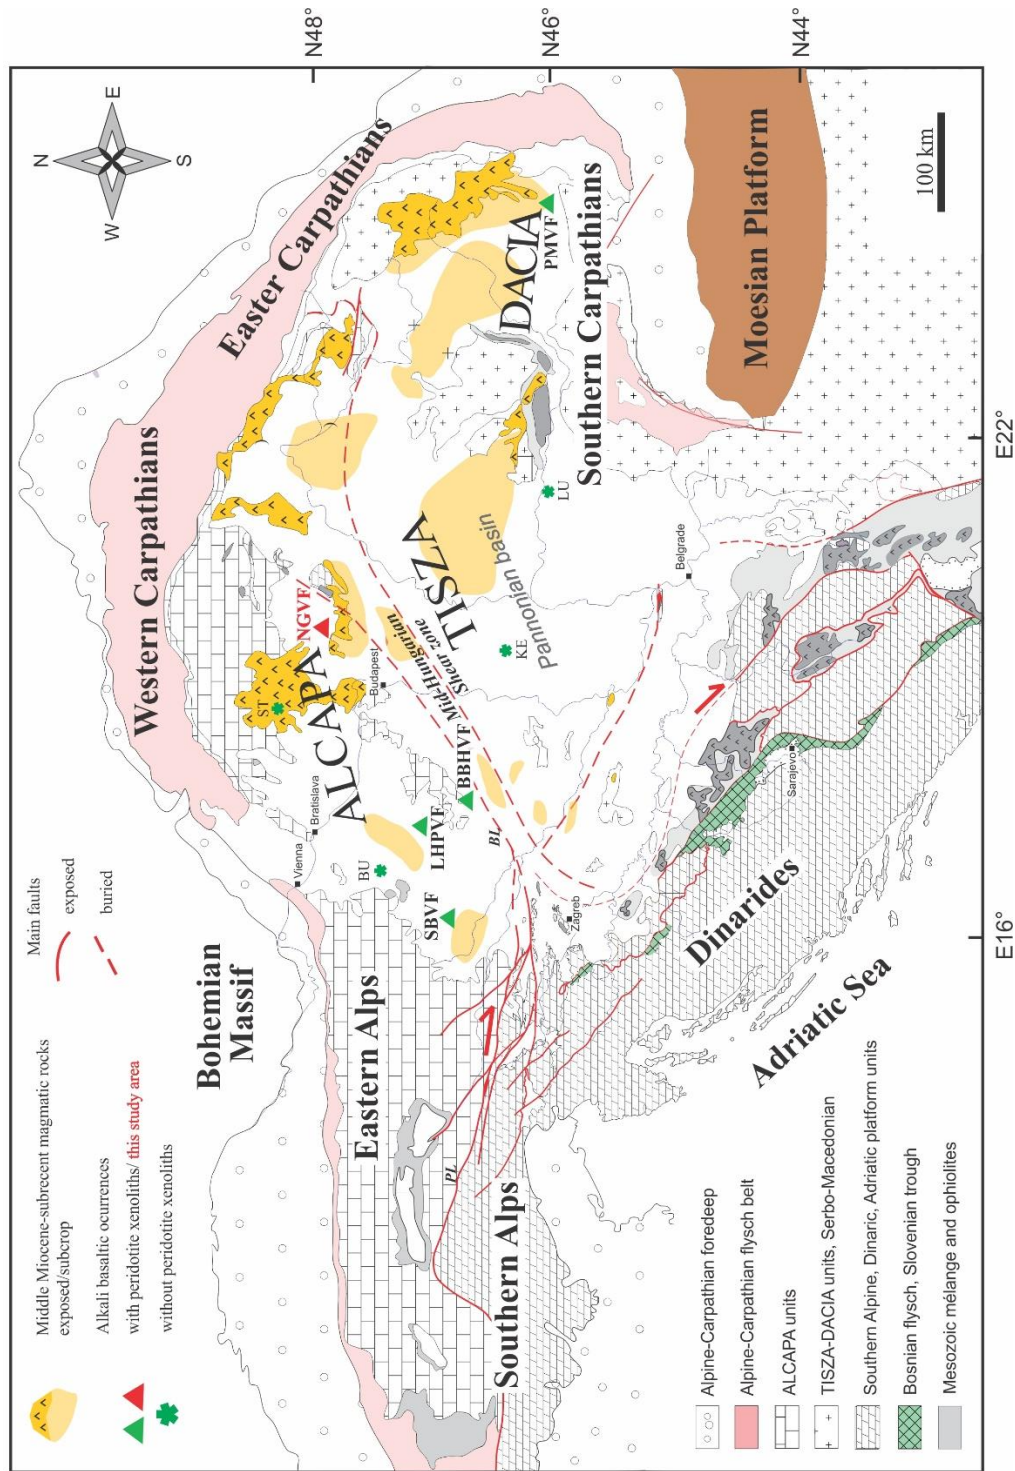 Middle Miocene-subrecent magmatic rocks
exposed/subcrop
Alkali basaltic ocurrences
with peridotite xenoliths/ this study area
without peridotite xenoliths
Main faults
exposed
buried
N
E
S
W
N48°
N46°
N44°
E22°
E16°
100 km
Bohemian
Massif
Western Carpathians
Easter Carpathians
Southern Carpathians
Moesian Platform
Eastern Alps
Southern Alps
Dinarides
Adriatic Sea
ALCAPA
TISZA
DACIA
Pannonian basin
Mid-Hungarian
Shear zone
NGVF
PMVF
BBHVF
LHPVF
SBVF
ST
BU
KE
LU
BL
PL
Vienna
Bratislava
Budapest
Zagreb
Belgrade
Sarajevo
Alpine-Carpathian foredeep
Alpine-Carpathian flysch belt
ALCAPA units
TISZA-DACIA units, Serbo-Macedonian
Southern Alpine, Dinaric, Adriatic platform units
Bosnian flysch, Slovenian trough
Mesozoic mélange and ophiolites